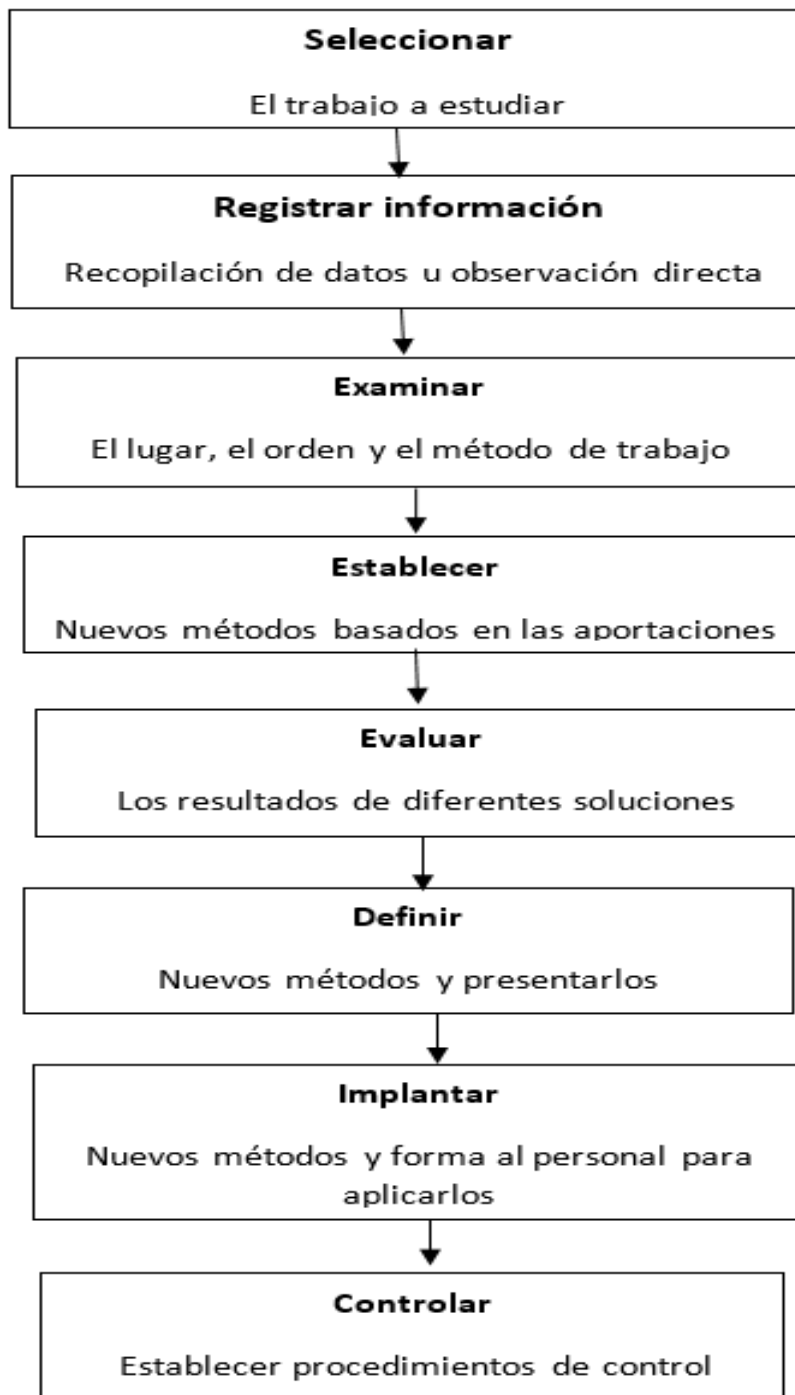 Seleccionar
El trabajo a estudiar
Registrar información
Recopilación de datos u observación directa
Examinar
El lugar, el orden y el método de trabajo
Establecer
Nuevos métodos basados en las aportaciones
Evaluar
Los resultados de diferentes soluciones
Definir
Nuevos métodos y presentarlos
Implantar
Nuevos métodos y forma al personal para
aplicarlos
Controlar
Establecer procedimientos de control